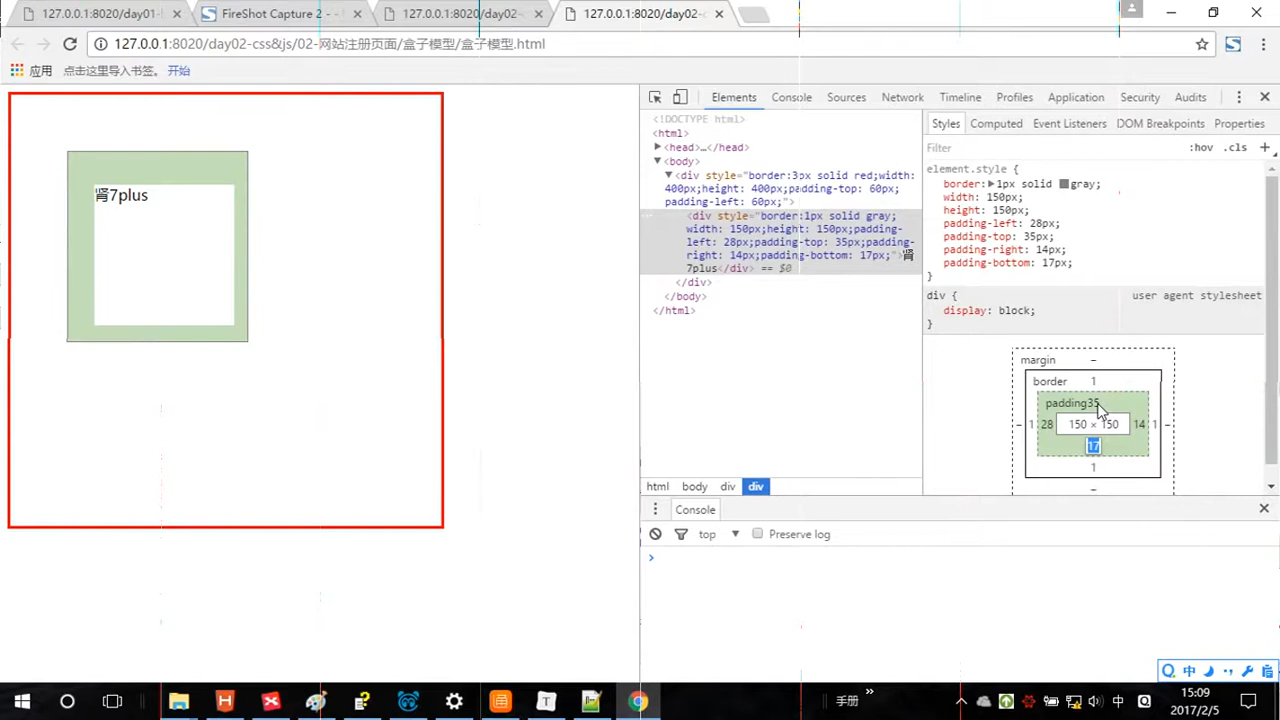 127.0.0.1:8020/day01-
FireShot Capture 2 - -
127.0.0.1:8020/day02-
127.0.0.1:8020/day02-c
127.0.0.1:8020/day02-css&js/02-网站注册页面/盒子模型/盒子模型.html
应用 点击这里导入书签。 开始
肾7plus
Elements Console Sources Network Timeline Profiles Application Security Audits
<!DOCTYPE html>
<html>
<head>…</head>
<body>
<div style="border:3px solid red;width:
400px;height: 400px;padding-top: 60px;
padding-left: 60px;">
<div style="border:1px solid gray;
width: 150px;height: 150px;padding-
left: 28px;padding-top: 35px;padding-
right: 14px;padding-bottom: 17px;">肾
7plus</div> == $0
</div>
</body>
</html>
html body div div
Styles Computed Event Listeners DOM Breakpoints Properties
Filter :hov .cls +
element.style {
border: 1px solid gray;
width: 150px;
height: 150px;
padding-left: 28px;
padding-top: 35px;
padding-right: 14px;
padding-bottom: 17px;
}
div { user agent stylesheet
display: block;
}
margin –
border 1
padding35
– 1 28 150 × 150 14 1 –
17
1
–
Console
top Preserve log
手册
中
中
15:09
2017/2/5